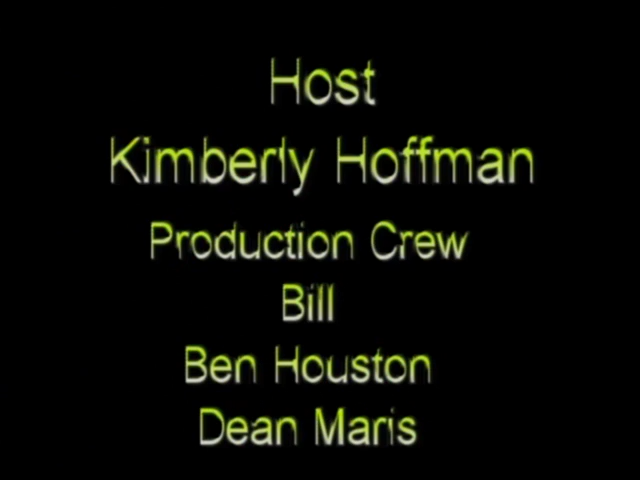 Host
Kimberly Hoffman
Production Crew
Bill
Ben Houston
Dean Maris